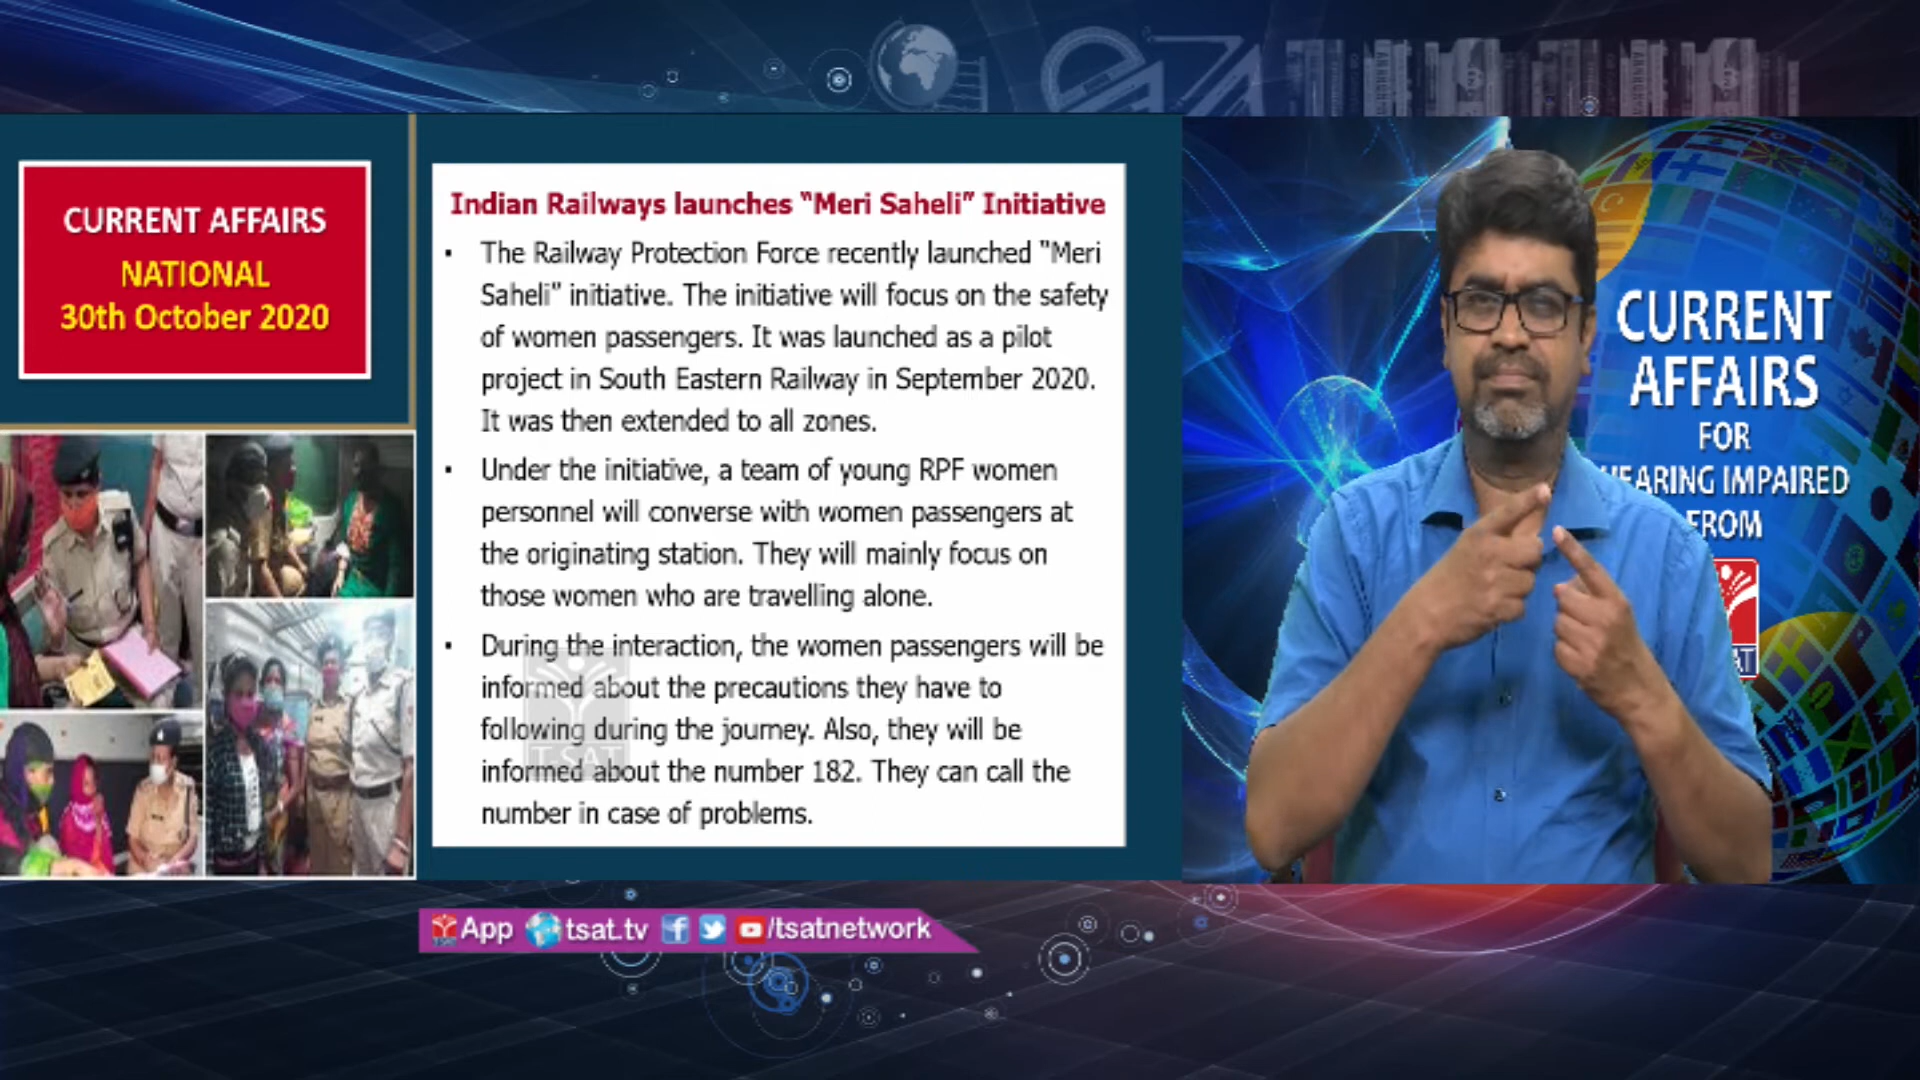 CURRENT AFFAIRS
NATIONAL
30th October 2020
Indian Railways launches “Meri Saheli” Initiative
• The Railway Protection Force recently launched “Meri
Saheli” initiative. The initiative will focus on the safety
of women passengers. It was launched as a pilot
project in South Eastern Railway in September 2020.
It was then extended to all zones.
• Under the initiative, a team of young RPF women
personnel will converse with women passengers at
the originating station. They will mainly focus on
those women who are travelling alone.
• During the interaction, the women passengers will be
informed about the precautions they have to
following during the journey. Also, they will be
informed about the number 182. They can call the
number in case of problems.
T-SAT
CURRENT
AFFAIRS
FOR
EARING IMPAIRED
FROM
AT
App tsat.tv /tsatnetwork